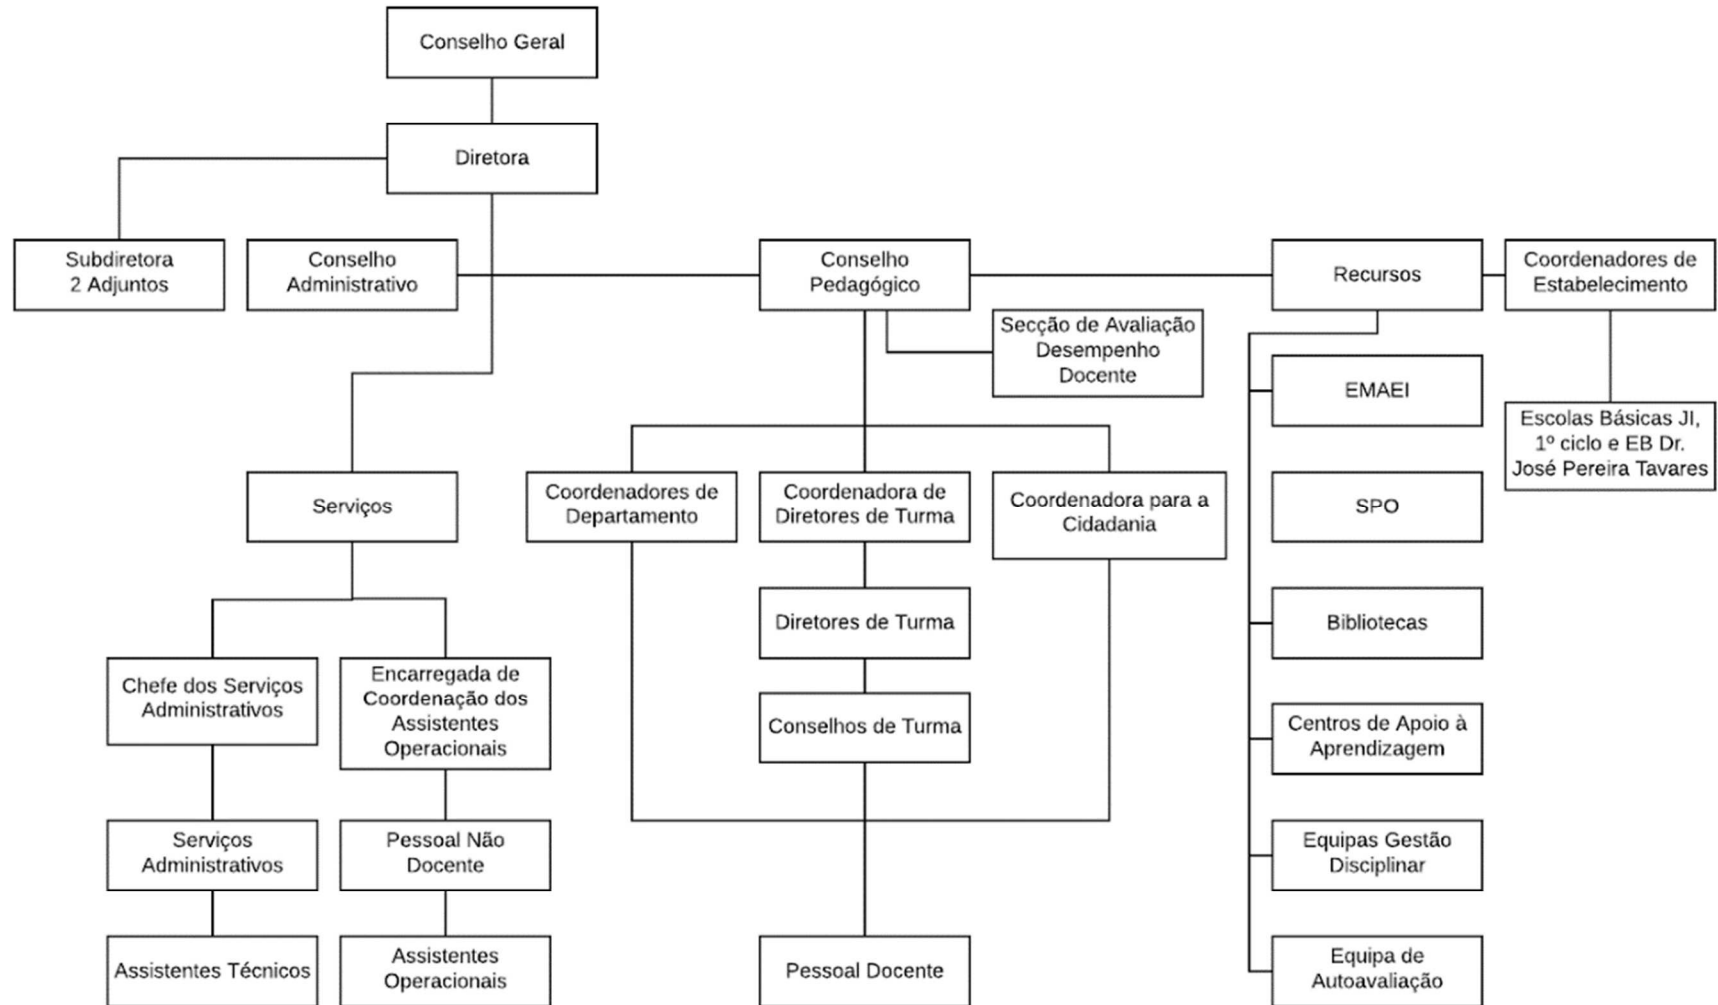 Conselho Geral
Diretora
Subdiretora
2 Adjuntos
Conselho
Administrativo
Conselho
Pedagógico
Recursos
Coordenadores de
Estabelecimento
Secção de Avaliação
Desempenho
Docente
EMAEI
Escolas Básicas JI,
1º ciclo e EB Dr.
José Pereira Tavares
Serviços
Coordenadores de
Departamento
Coordenadora de
Diretores de Turma
Coordenadora para a
Cidadania
SPO
Diretores de Turma
Bibliotecas
Chefe dos Serviços
Administrativos
Encarregada de
Coordenação dos
Assistentes
Operacionais
Conselhos de Turma
Centros de Apoio à
Aprendizagem
Serviços
Administrativos
Pessoal Não
Docente
Equipas Gestão
Disciplinar
Assistentes Técnicos
Assistentes
Operacionais
Pessoal Docente
Equipa de
Autoavaliação